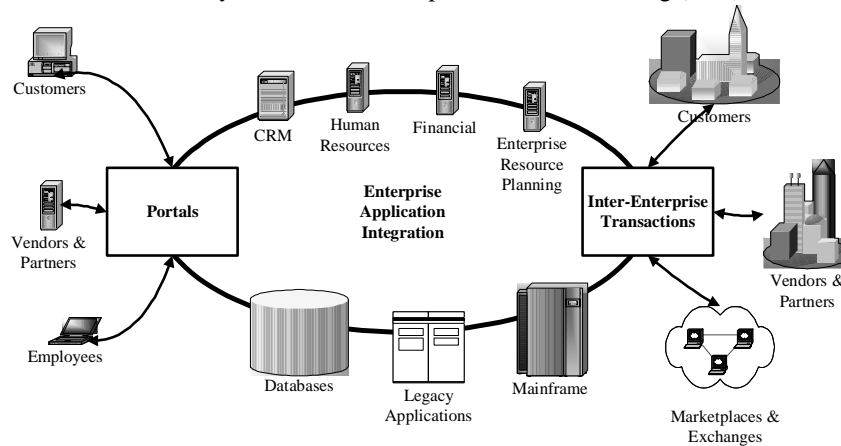 Customers
CRM
Human
Resources
Financial
Enterprise
Resource
Planning
Customers
Portals
Enterprise
Application
Integration
Inter-Enterprise
Transactions
Vendors &
Partners
Vendors &
Partners
Employees
Databases
Legacy
Applications
Mainframe
Marketplaces &
Exchanges